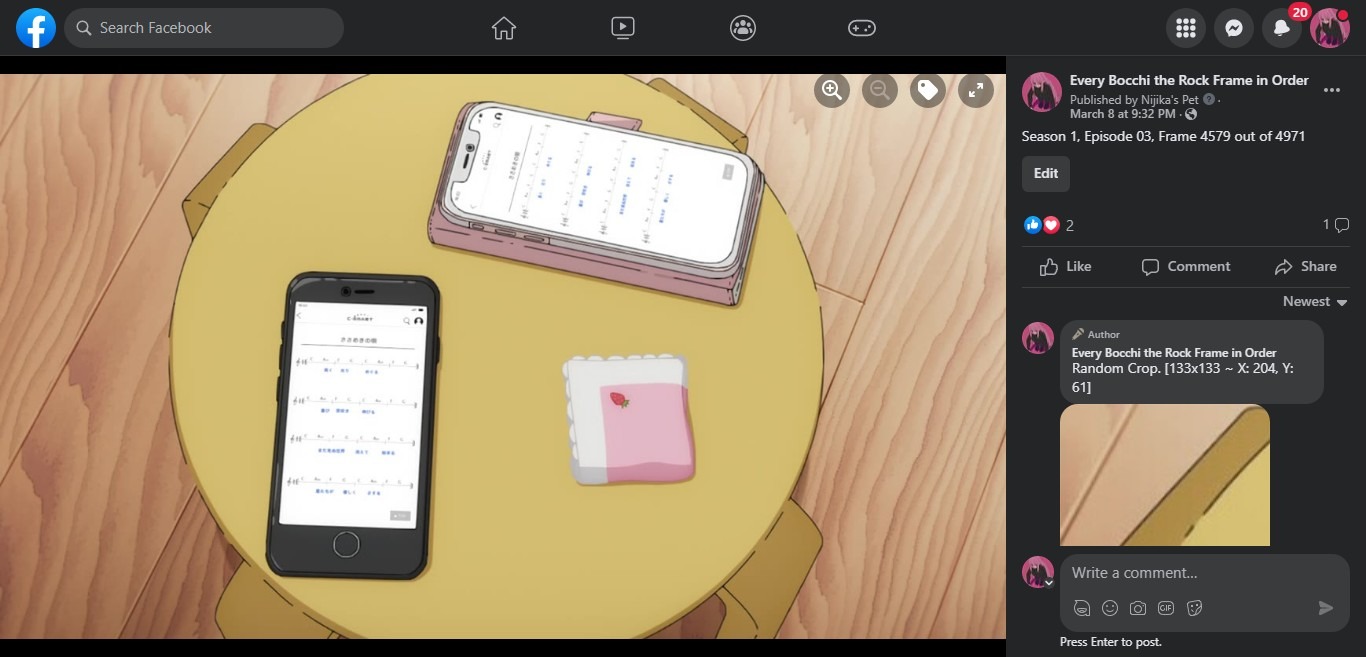 Search Facebook
20
Every Bocchi the Rock Frame in Order
Published by Nijika's Pet ·
March 8 at 9:32 PM ·
Season 1, Episode 03, Frame 4579 out of 4971
Edit
2
1
Like
Comment
Share
Newest
Author
Every Bocchi the Rock Frame in Order
Random Crop. [133x133 ~ X: 204, Y:
61]
Write a comment...
GIF
Press Enter to post.